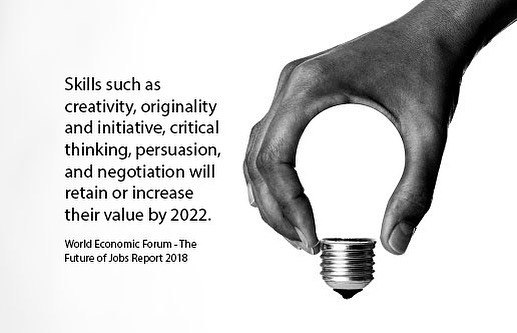 Skills such as
creativity, originality
and initiative, critical
thinking, persuasion,
and negotiation will
retain or increase
their value by 2022.
World Economic Forum - The
Future of Jobs Report 2018